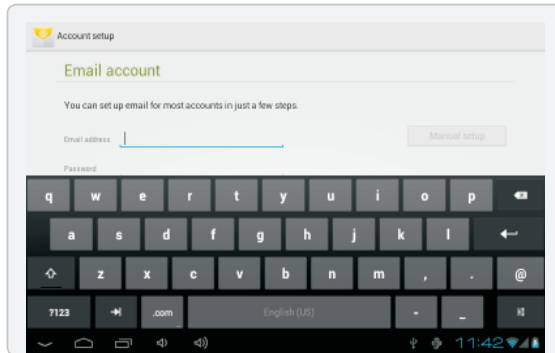 Account setup
Email account
You can set up email for most accounts in just a few steps.
Email address
Manual setup
Password
q w e r t y u i o p
a s d f g h j k l
z x c v b n m , . @
?123 .com English (US) - _
11:42